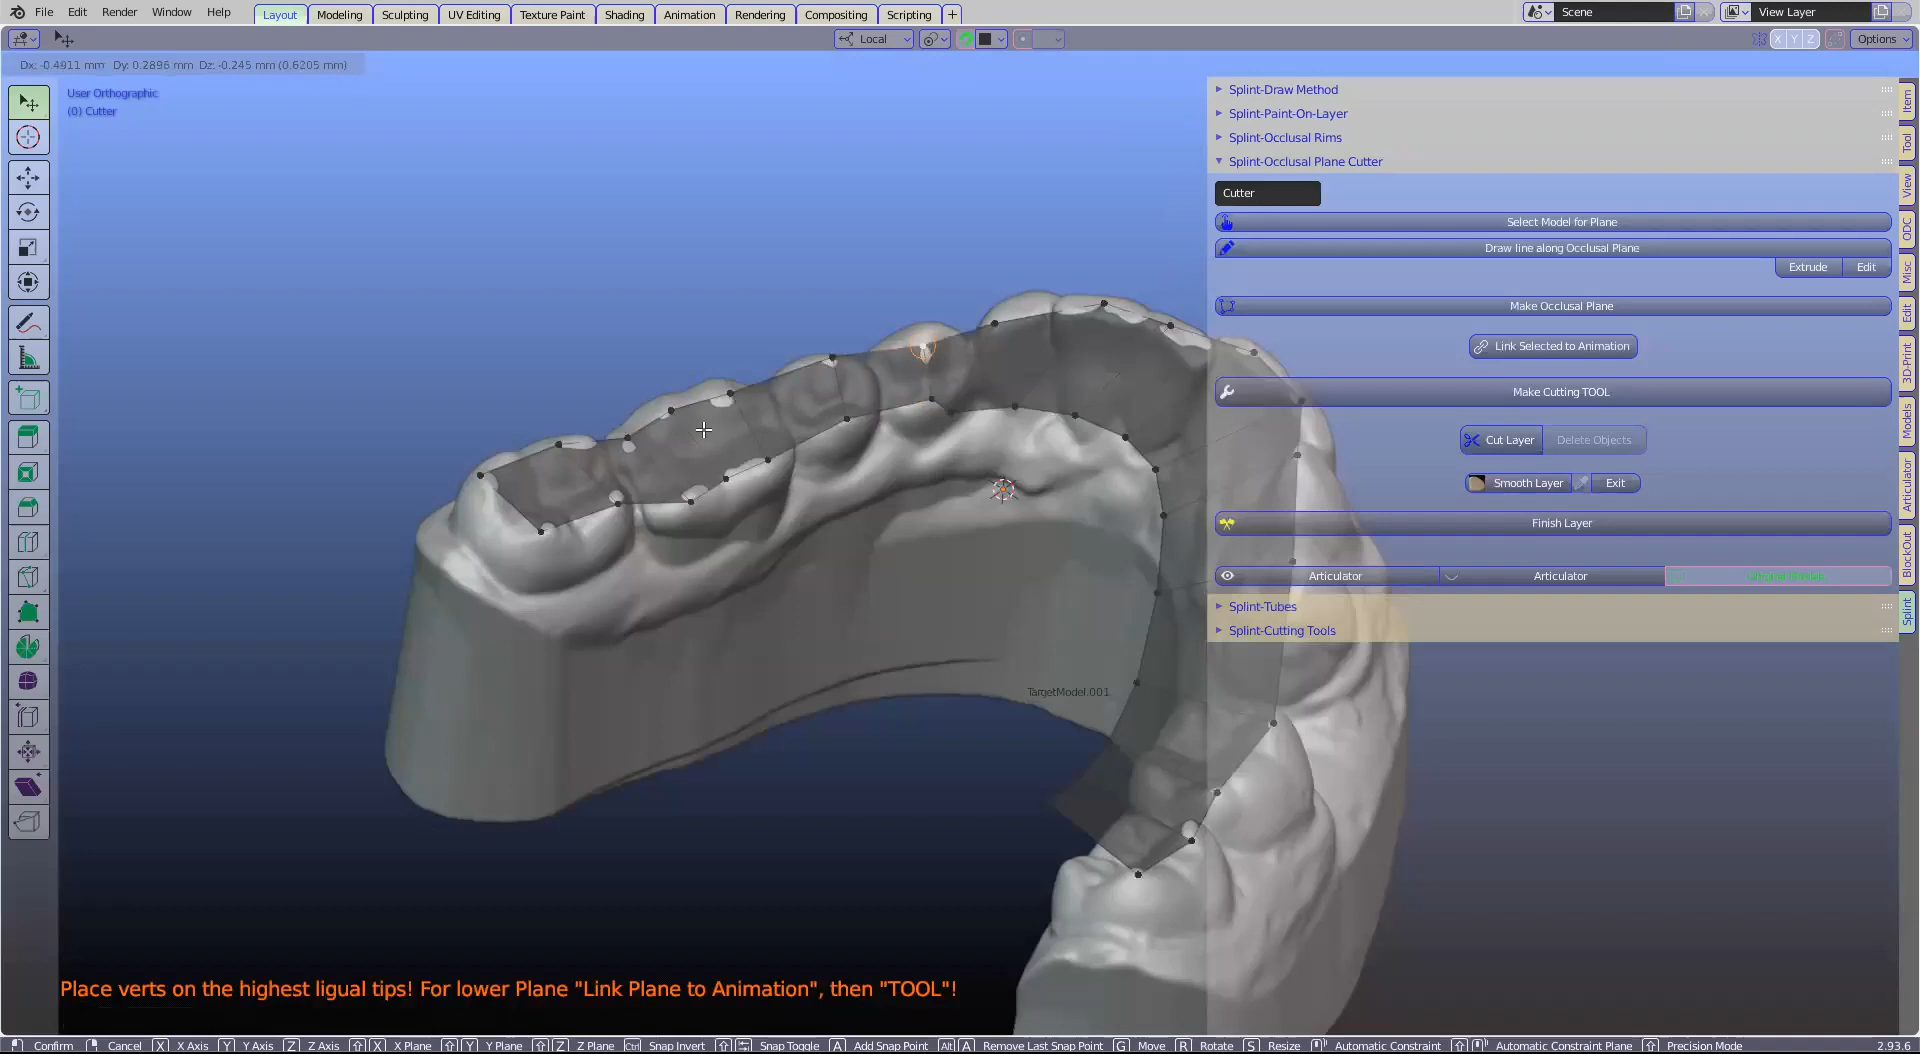 File Edit Render Window Help Layout Modeling Sculpting UV Editing Texture Paint Shading Animation Rendering Compositing Scripting + Scene View Layer
Local X Y Z Options
Dx: -0.4911 mm Dy: 0.2896 mm Dz: -0.245 mm (0.6205 mm)
User Orthographic
(0) Cutter
Splint-Draw Method
Splint-Paint-On-Layer
Splint-Occlusal Rims
Splint-Occlusal Plane Cutter
Cutter
Select Model for Plane
Draw line along Occlusal Plane
Extrude Edit
Make Occlusal Plane
Link Selected to Animation
Make Cutting TOOL
Cut Layer Delete Objects
Smooth Layer Exit
Finish Layer
Articulator Articulator
Splint-Tubes
Splint-Cutting Tools
Item
Tool
View
ODC
Misc
Edit
3D-Print
Models
Articulator
BlockOut
Splint
TargetModel.001
Place verts on the highest ligual tips! For lower Plane "Link Plane to Animation", then "TOOL"!
Confirm Cancel X X Axis Y Y Axis Z Z Axis X X Plane Y Y Plane Z Z Plane Ctrl Snap Invert Snap Toggle A Add Snap Point Alt A Remove Last Snap Point G Move R Rotate S Resize Automatic Constraint Automatic Constraint Plane Precision Mode 2.93.6